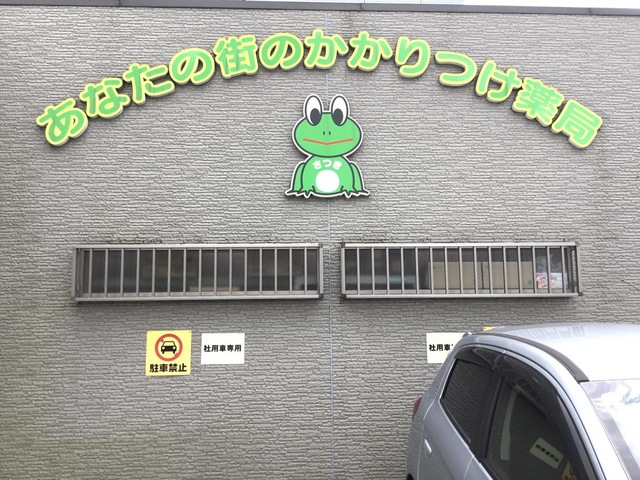 あなたの街のかかりつけ薬局
さつき
駐車禁止
社用車専用
社用車